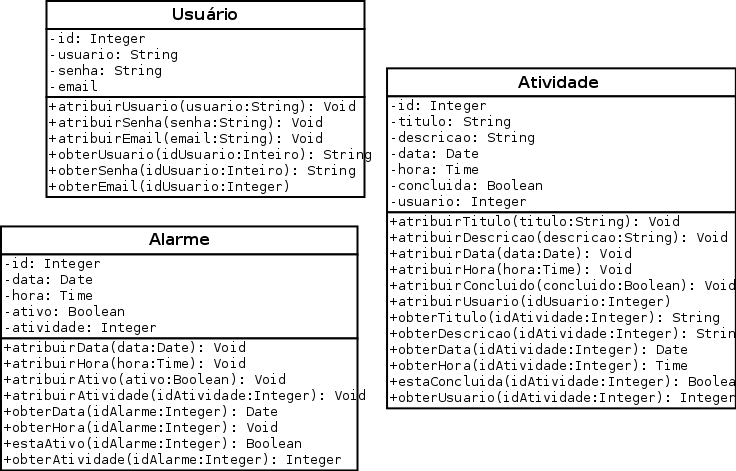 Usuário
-id: Integer
-usuario: String
-senha: String
-email
+atribuirUsuario(usuario:String): Void
+atribuirSenha(senha:String): Void
+atribuirEmail(email:String): Void
+obterUsuario(idUsuario:Inteiro): String
+obterSenha(idUsuario:Inteiro): String
+obterEmail(idUsuario:Integer)
Atividade
-id: Integer
-titulo: String
-descricao: String
-data: Date
-hora: Time
-concluida: Boolean
-usuario: Integer
+atribuirTitulo(titulo:String): Void
+atribuirDescricao(descricao:String): Void
+atribuirData(data:Date): Void
+atribuirHora(hora:Time): Void
+atribuirConcluido(concluido:Boolean): Void
+atribuirUsuario(idUsuario:Integer)
+obterTitulo(idAtividade:Integer): String
+obterDescricao(idAtividade:Integer): Strin
+obterData(idAtividade:Integer): Date
+obterHora(idAtividade:Integer): Time
+estaConcluida(idAtividade:Integer): Boolea
+obterUsuario(idAtividade:Integer): Integer
Alarme
-id: Integer
-data: Date
-hora: Time
-ativo: Boolean
-atividade: Integer
+atribuirData(data:Date): Void
+atribuirHora(hora:Time): Void
+atribuirAtivo(ativo:Boolean): Void
+atribuirAtividade(idAtividade:Integer): Void
+obterData(idAlarme:Integer): Date
+obterHora(idAlarme:Integer): Void
+estaAtivo(idAlarme:Integer): Boolean
+obterAtividade(idAlarme:Integer): Integer